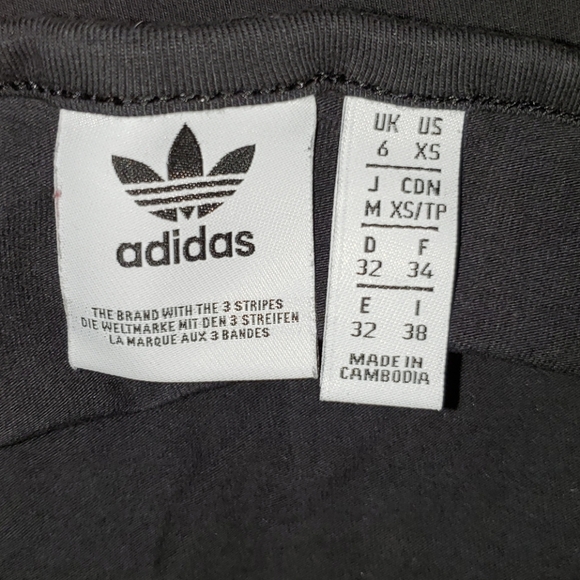 adidas
THE BRAND WITH THE 3 STRIPES
DIE WELTMARKE MIT DEN 3 STREIFEN
LA MARQUE AUX 3 BANDES
UK US
6 XS
J CDN
M XS/TP
D F
32 34
E I
32 38
MADE IN
CAMBODIA